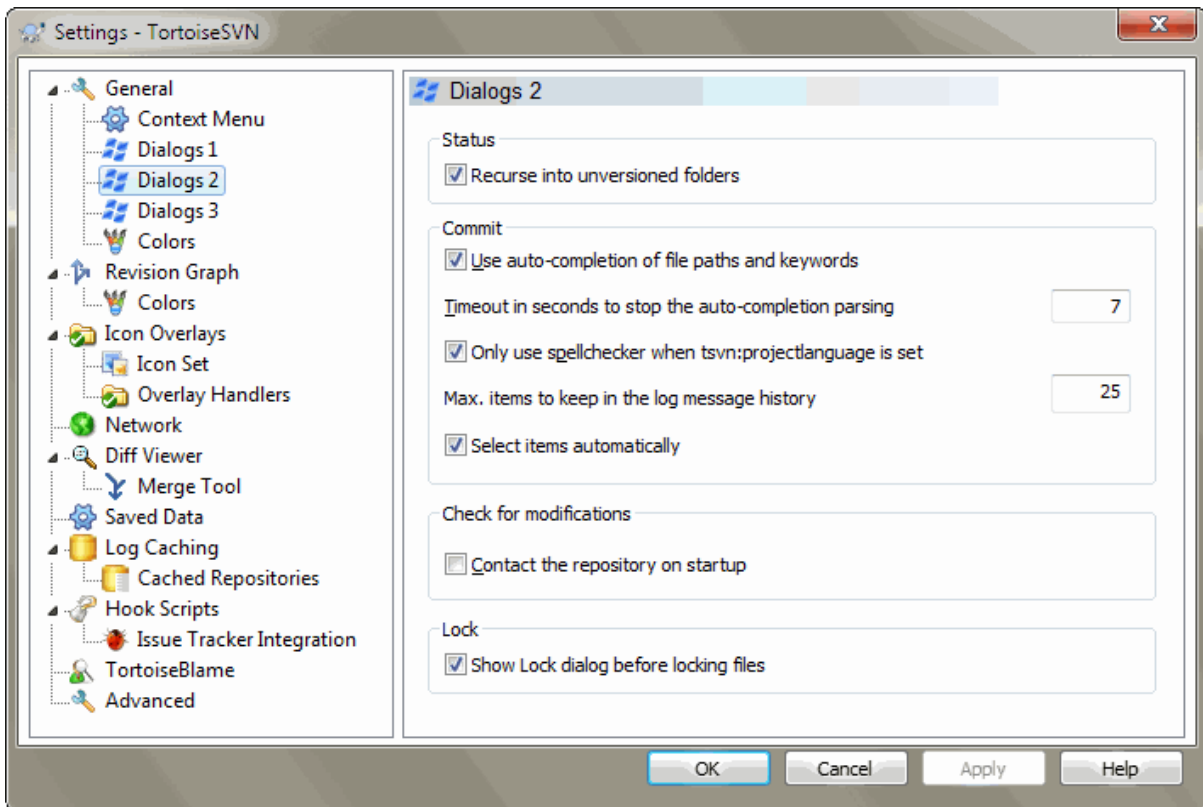 Settings - TortoiseSVN
General
Context Menu
Dialogs 1
Dialogs 2
Dialogs 3
Colors
Revision Graph
Colors
Icon Overlays
Icon Set
Overlay Handlers
Network
Diff Viewer
Merge Tool
Saved Data
Log Caching
Cached Repositories
Hook Scripts
Issue Tracker Integration
TortoiseBlame
Advanced
Dialogs 2
Status
Recurse into unversioned folders
Commit
Use auto-completion of file paths and keywords
Timeout in seconds to stop the auto-completion parsing 7
Only use spellchecker when tsvn:projectlanguage is set
Max. items to keep in the log message history 25
Select items automatically
Check for modifications
Contact the repository on startup
Lock
Show Lock dialog before locking files
OK Cancel Apply Help